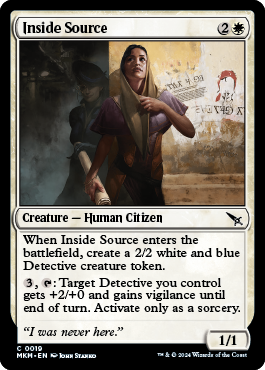 Inside Source 2
Creature — Human Citizen
When Inside Source enters the
battlefield, create a 2/2 white and blue
Detective creature token.
3, : Target Detective you control
gets +2/+0 and gains vigilance until
end of turn. Activate only as a sorcery.
"I was never here."
1/1
C 0019
MKM • EN JOHN STANKO
™ & © 2024 Wizards of the Coast